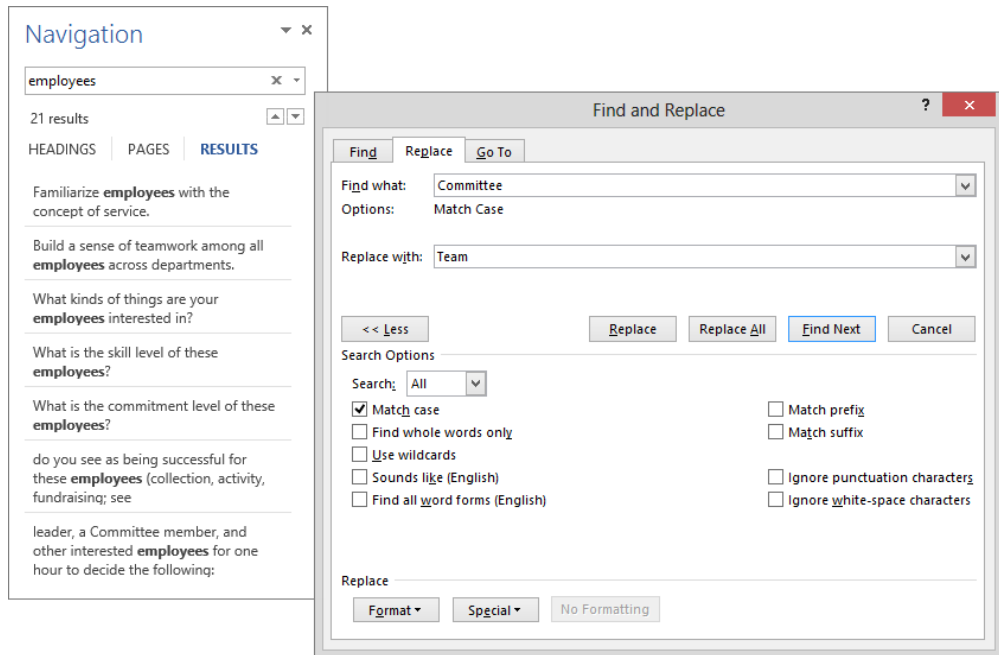 Navigation
employees
21 results
HEADINGS PAGES RESULTS
Familiarize employees with the
concept of service.
Build a sense of teamwork among all
employees across departments.
What kinds of things are your
employees interested in?
What is the skill level of these
employees?
What is the commitment level of these
employees?
do you see as being successful for
these employees (collection, activity,
fundraising; see
leader, a Committee member, and
other interested employees for one
hour to decide the following:
Find and Replace
?
Find Replace Go To
Find what: Committee
Options: Match Case
Replace with: Team
<< Less Replace Replace All Find Next Cancel
Search Options
Search: All
Match case Match prefix
Find whole words only Match suffix
Use wildcards
Sounds like (English) Ignore punctuation characters
Find all word forms (English) Ignore white-space characters
Replace
Format Special No Formatting